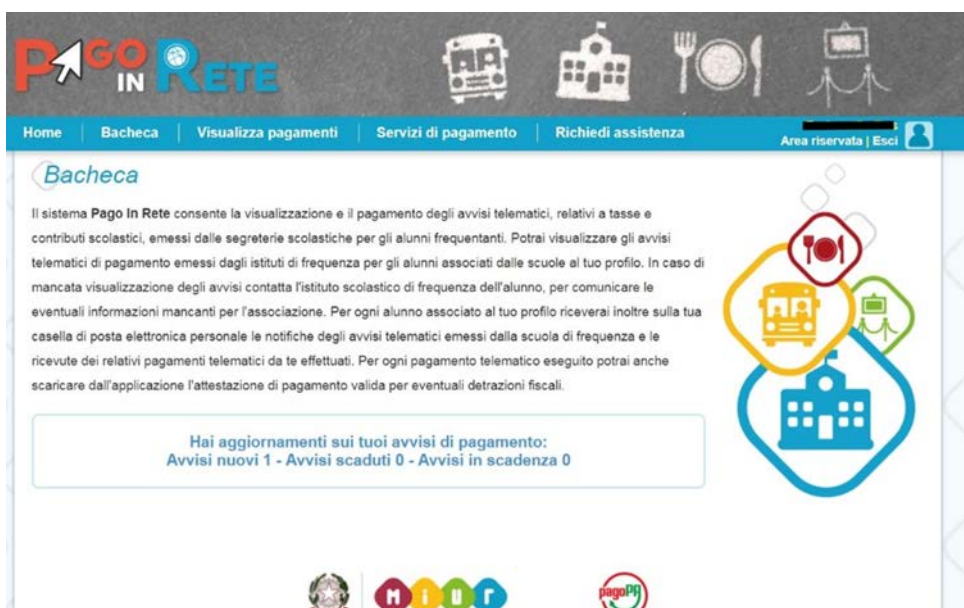 PAGO
IN RETE
Home Bacheca Visualizza pagamenti Servizi di pagamento Richiedi assistenza Area riservata | Esci
Bacheca
Il sistema Pago In Rete consente la visualizzazione e il pagamento degli avvisi telematici, relativi a tasse e
contributi scolastici, emessi dalle segreterie scolastiche per gli alunni frequentanti. Potrai visualizzare gli avvisi
telematici di pagamento emessi dagli istituti di frequenza per gli alunni associati dalle scuole al tuo profilo. In caso di
mancata visualizzazione degli avvisi contatta l'istituto scolastico di frequenza dell'alunno, per comunicare le
eventuali informazioni mancanti per l'associazione. Per ogni alunno associato al tuo profilo riceverai inoltre sulla tua
casella di posta elettronica personale le notifiche degli avvisi telematici emessi dalla scuola di frequenza e le
ricevute dei relativi pagamenti telematici da te effettuati. Per ogni pagamento telematico eseguito potrai anche
scaricare dall'applicazione l'attestazione di pagamento valida per eventuali detrazioni fiscali.
Hai aggiornamenti sui tuoi avvisi di pagamento:
Avvisi nuovi 1 - Avvisi scaduti 0 - Avvisi in scadenza 0
MIUR
pagoPA